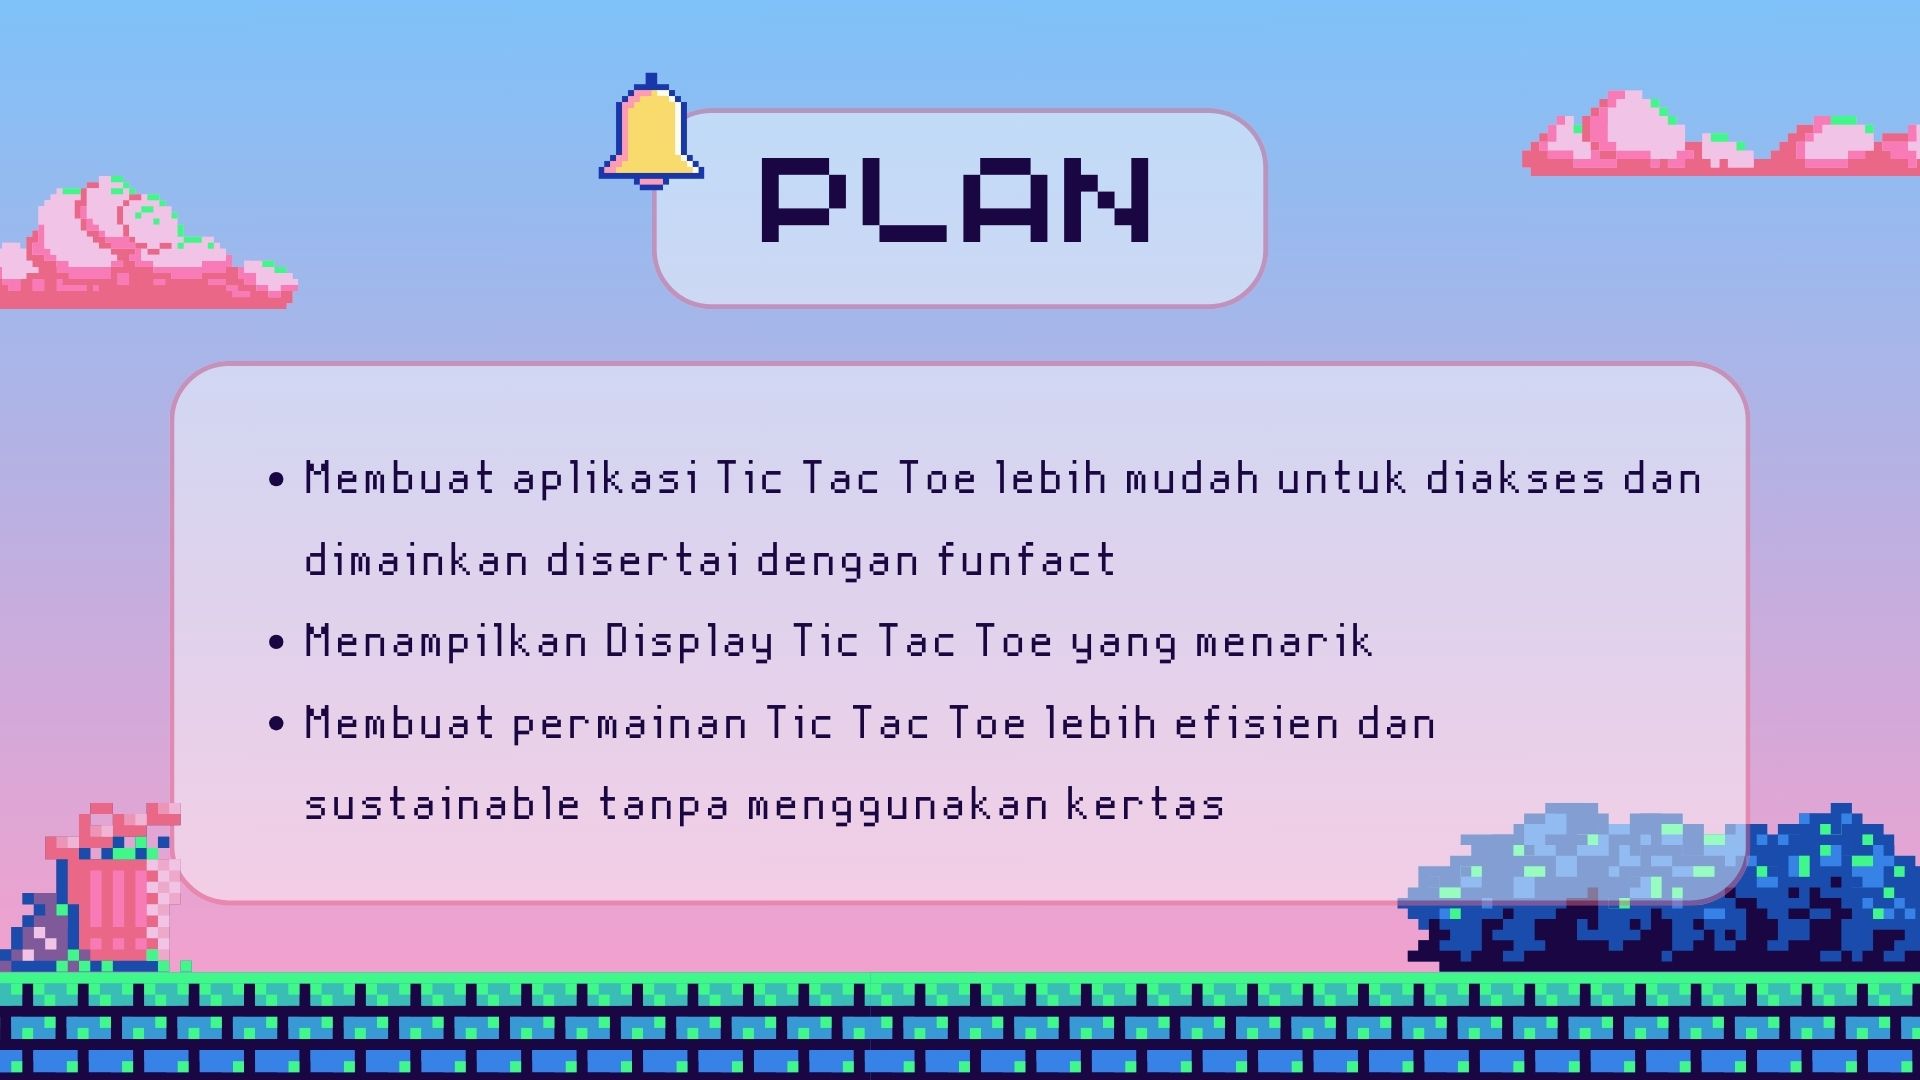 PLAN
• Membuat aplikasi Tic Tac Toe lebih mudah untuk diakses dan
dimainkan disertai dengan funfact
• Menampilkan Display Tic Tac Toe yang menarik
• Membuat permainan Tic Tac Toe lebih efisien dan
sustainable tanpa menggunakan kertas